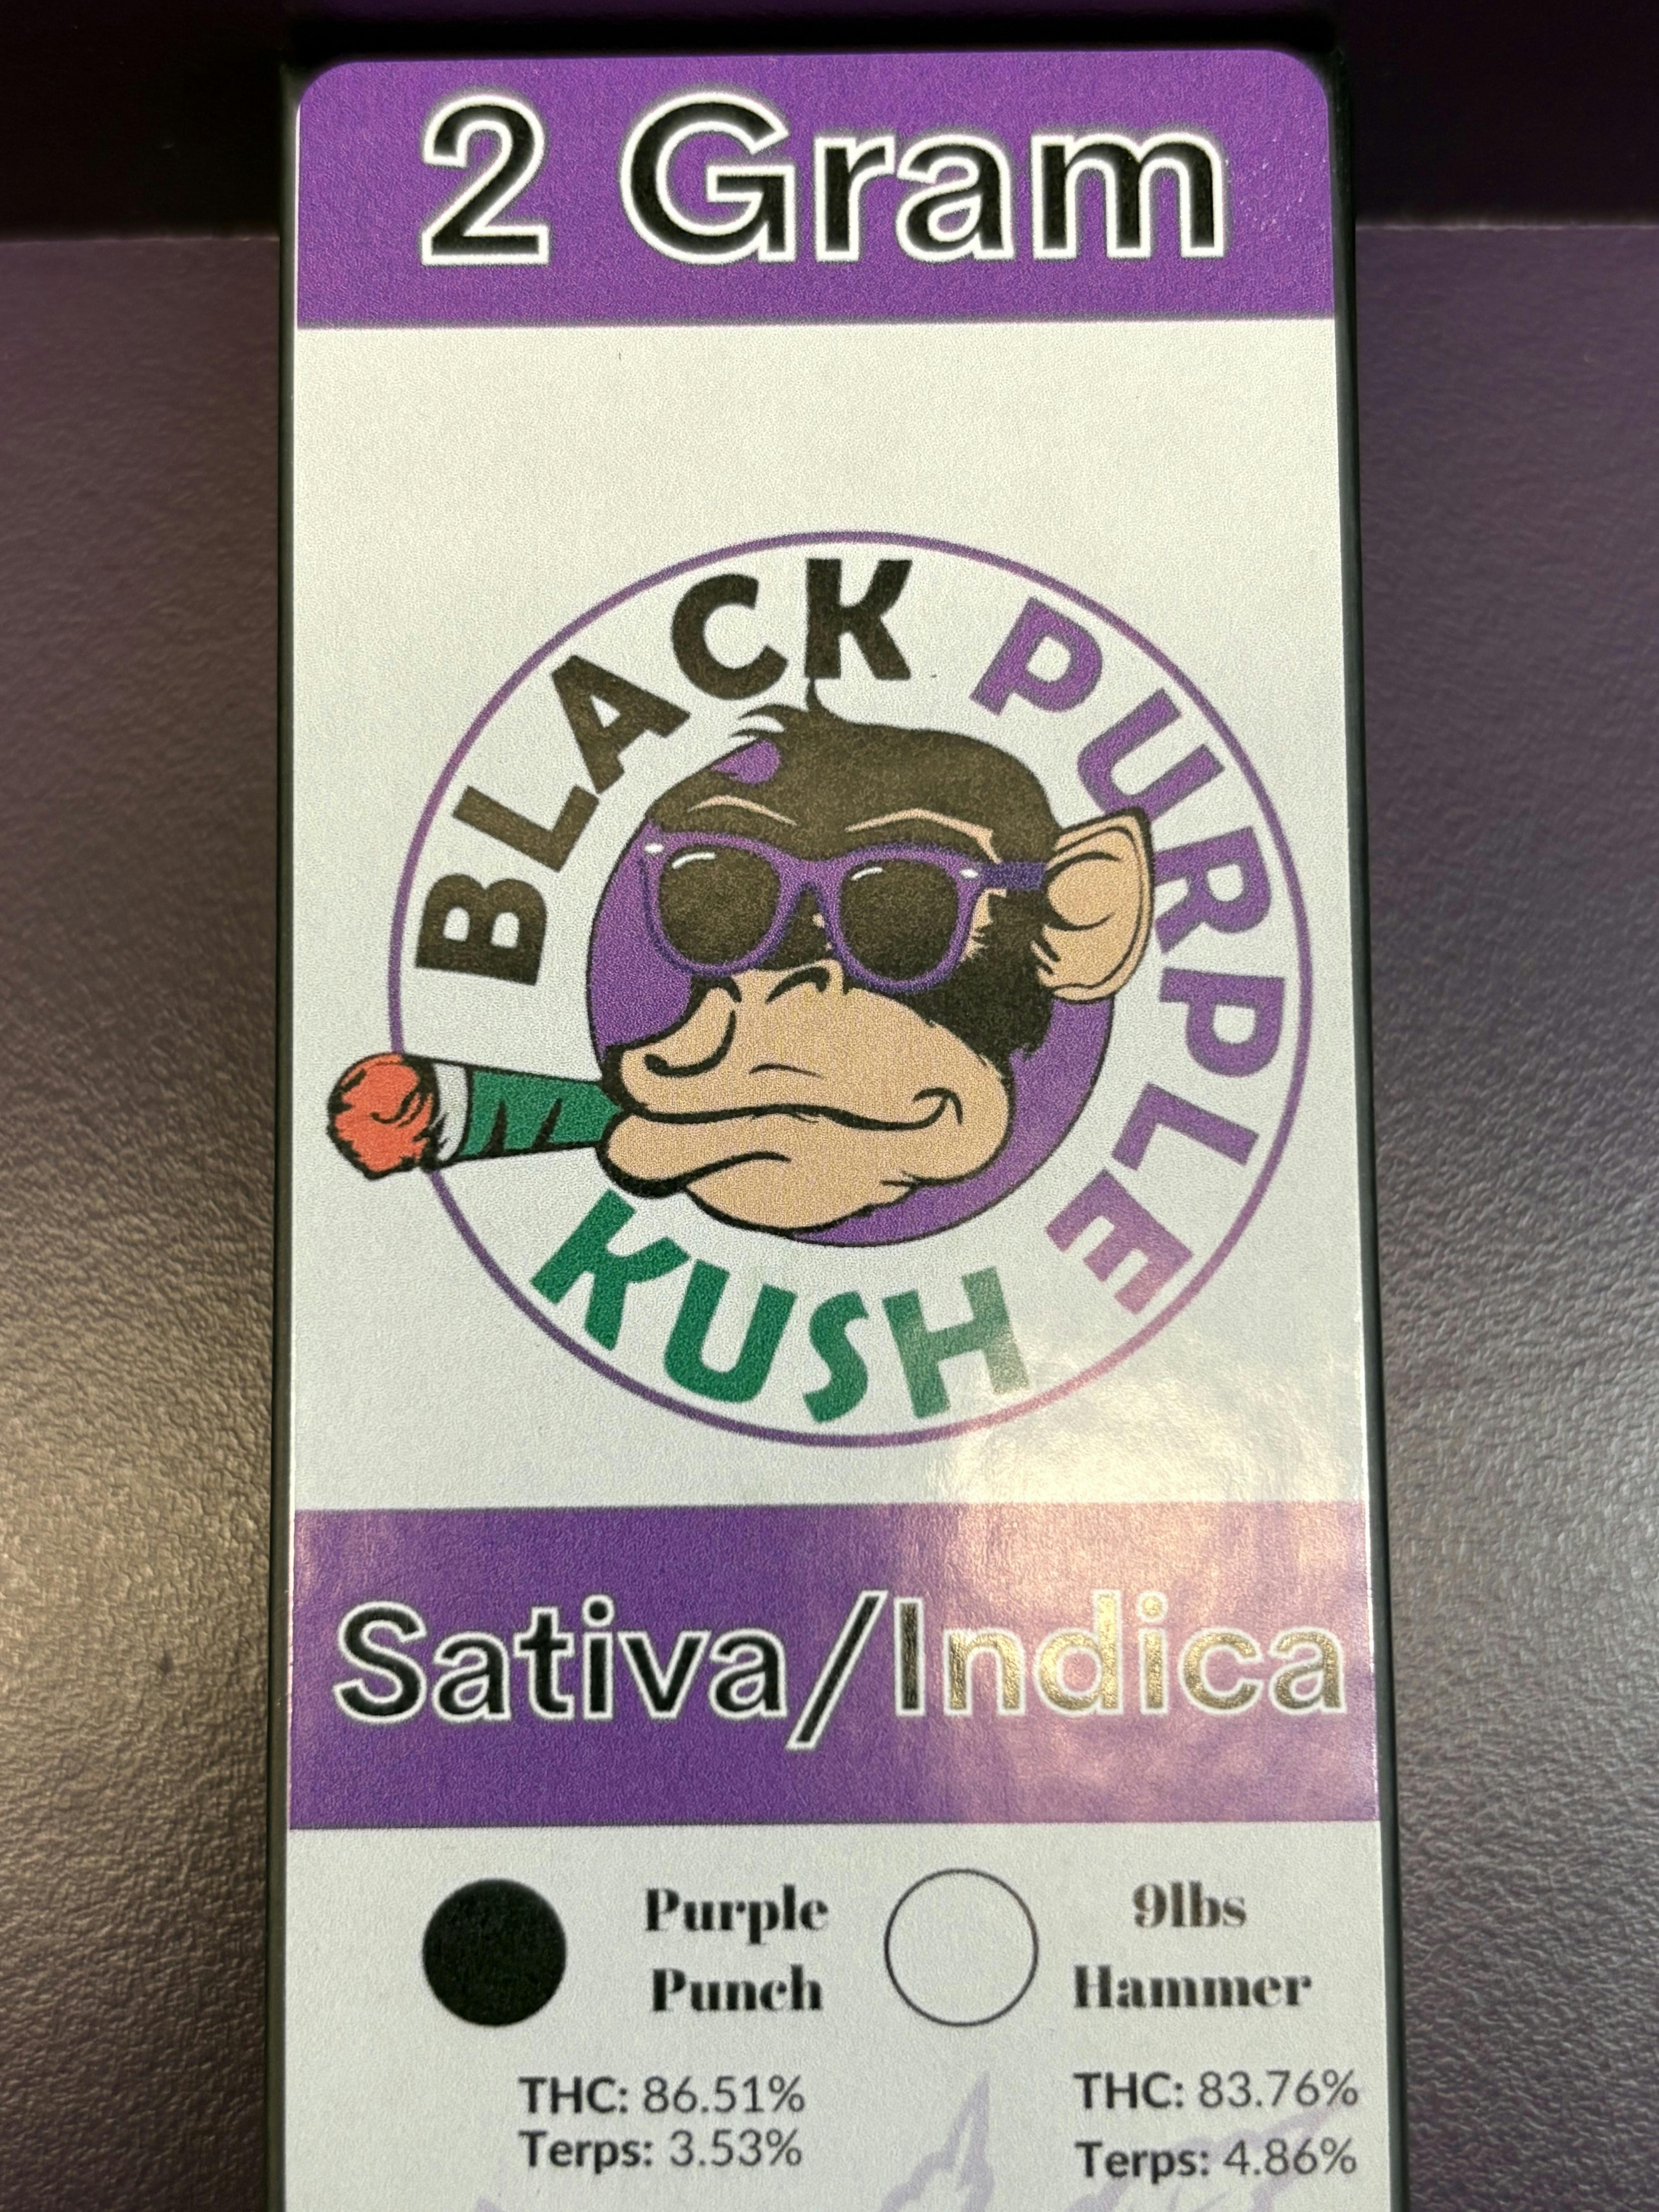 2 Gram
BLACK PURPLE
KUSH
Sativa/Indica
Purple
Punch
9lbs
Hammer
THC: 86.51%
Terps: 3.53%
THC: 83.76%
Terps: 4.86%